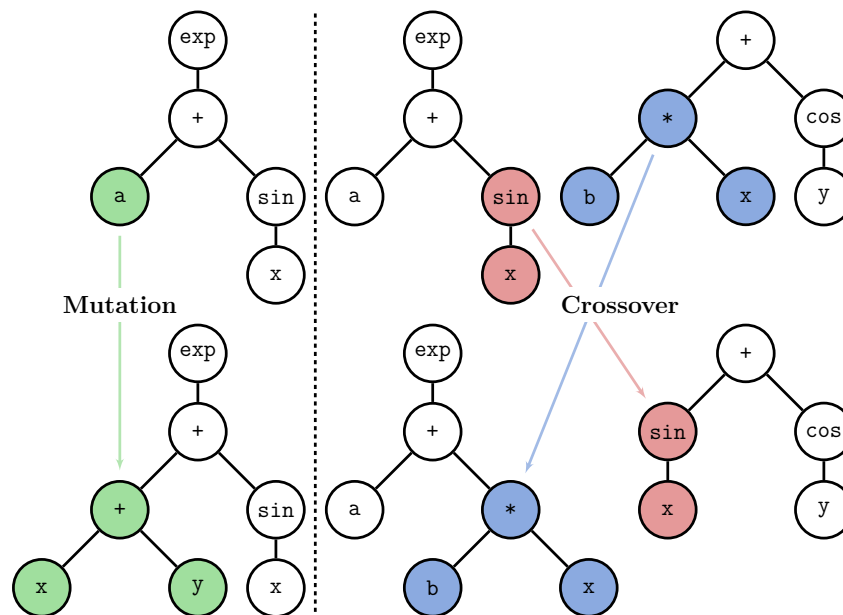 exp exp +
+ + * cos
a sin a sin b x y
x x
Mutation Crossover
exp exp +
+ + sin cos
+ sin a * x y
x y x b x